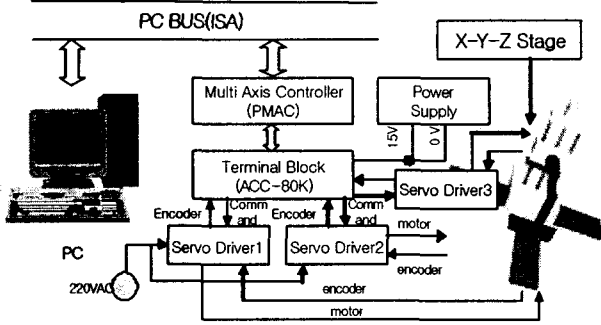 PC BUS(ISA)
X-Y-Z Stage
Multi Axis Controller
(PMAC)
Power
Supply
15V
0 V
Terminal Block
(ACC-80K)
Servo Driver3
Encoder
Comm
and
Encoder
Comm
and
motor
PC
Servo Driver1
Servo Driver2
encoder
220VAC
encoder
motor